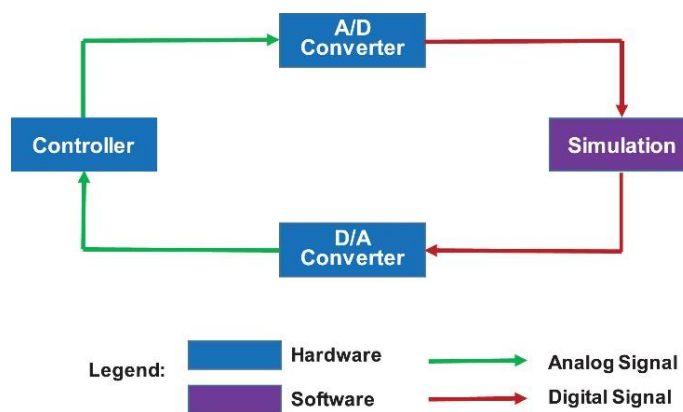 A/D
Converter
Controller
Simulation
D/A
Converter
Legend:
Hardware
Analog Signal
Software
Digital Signal